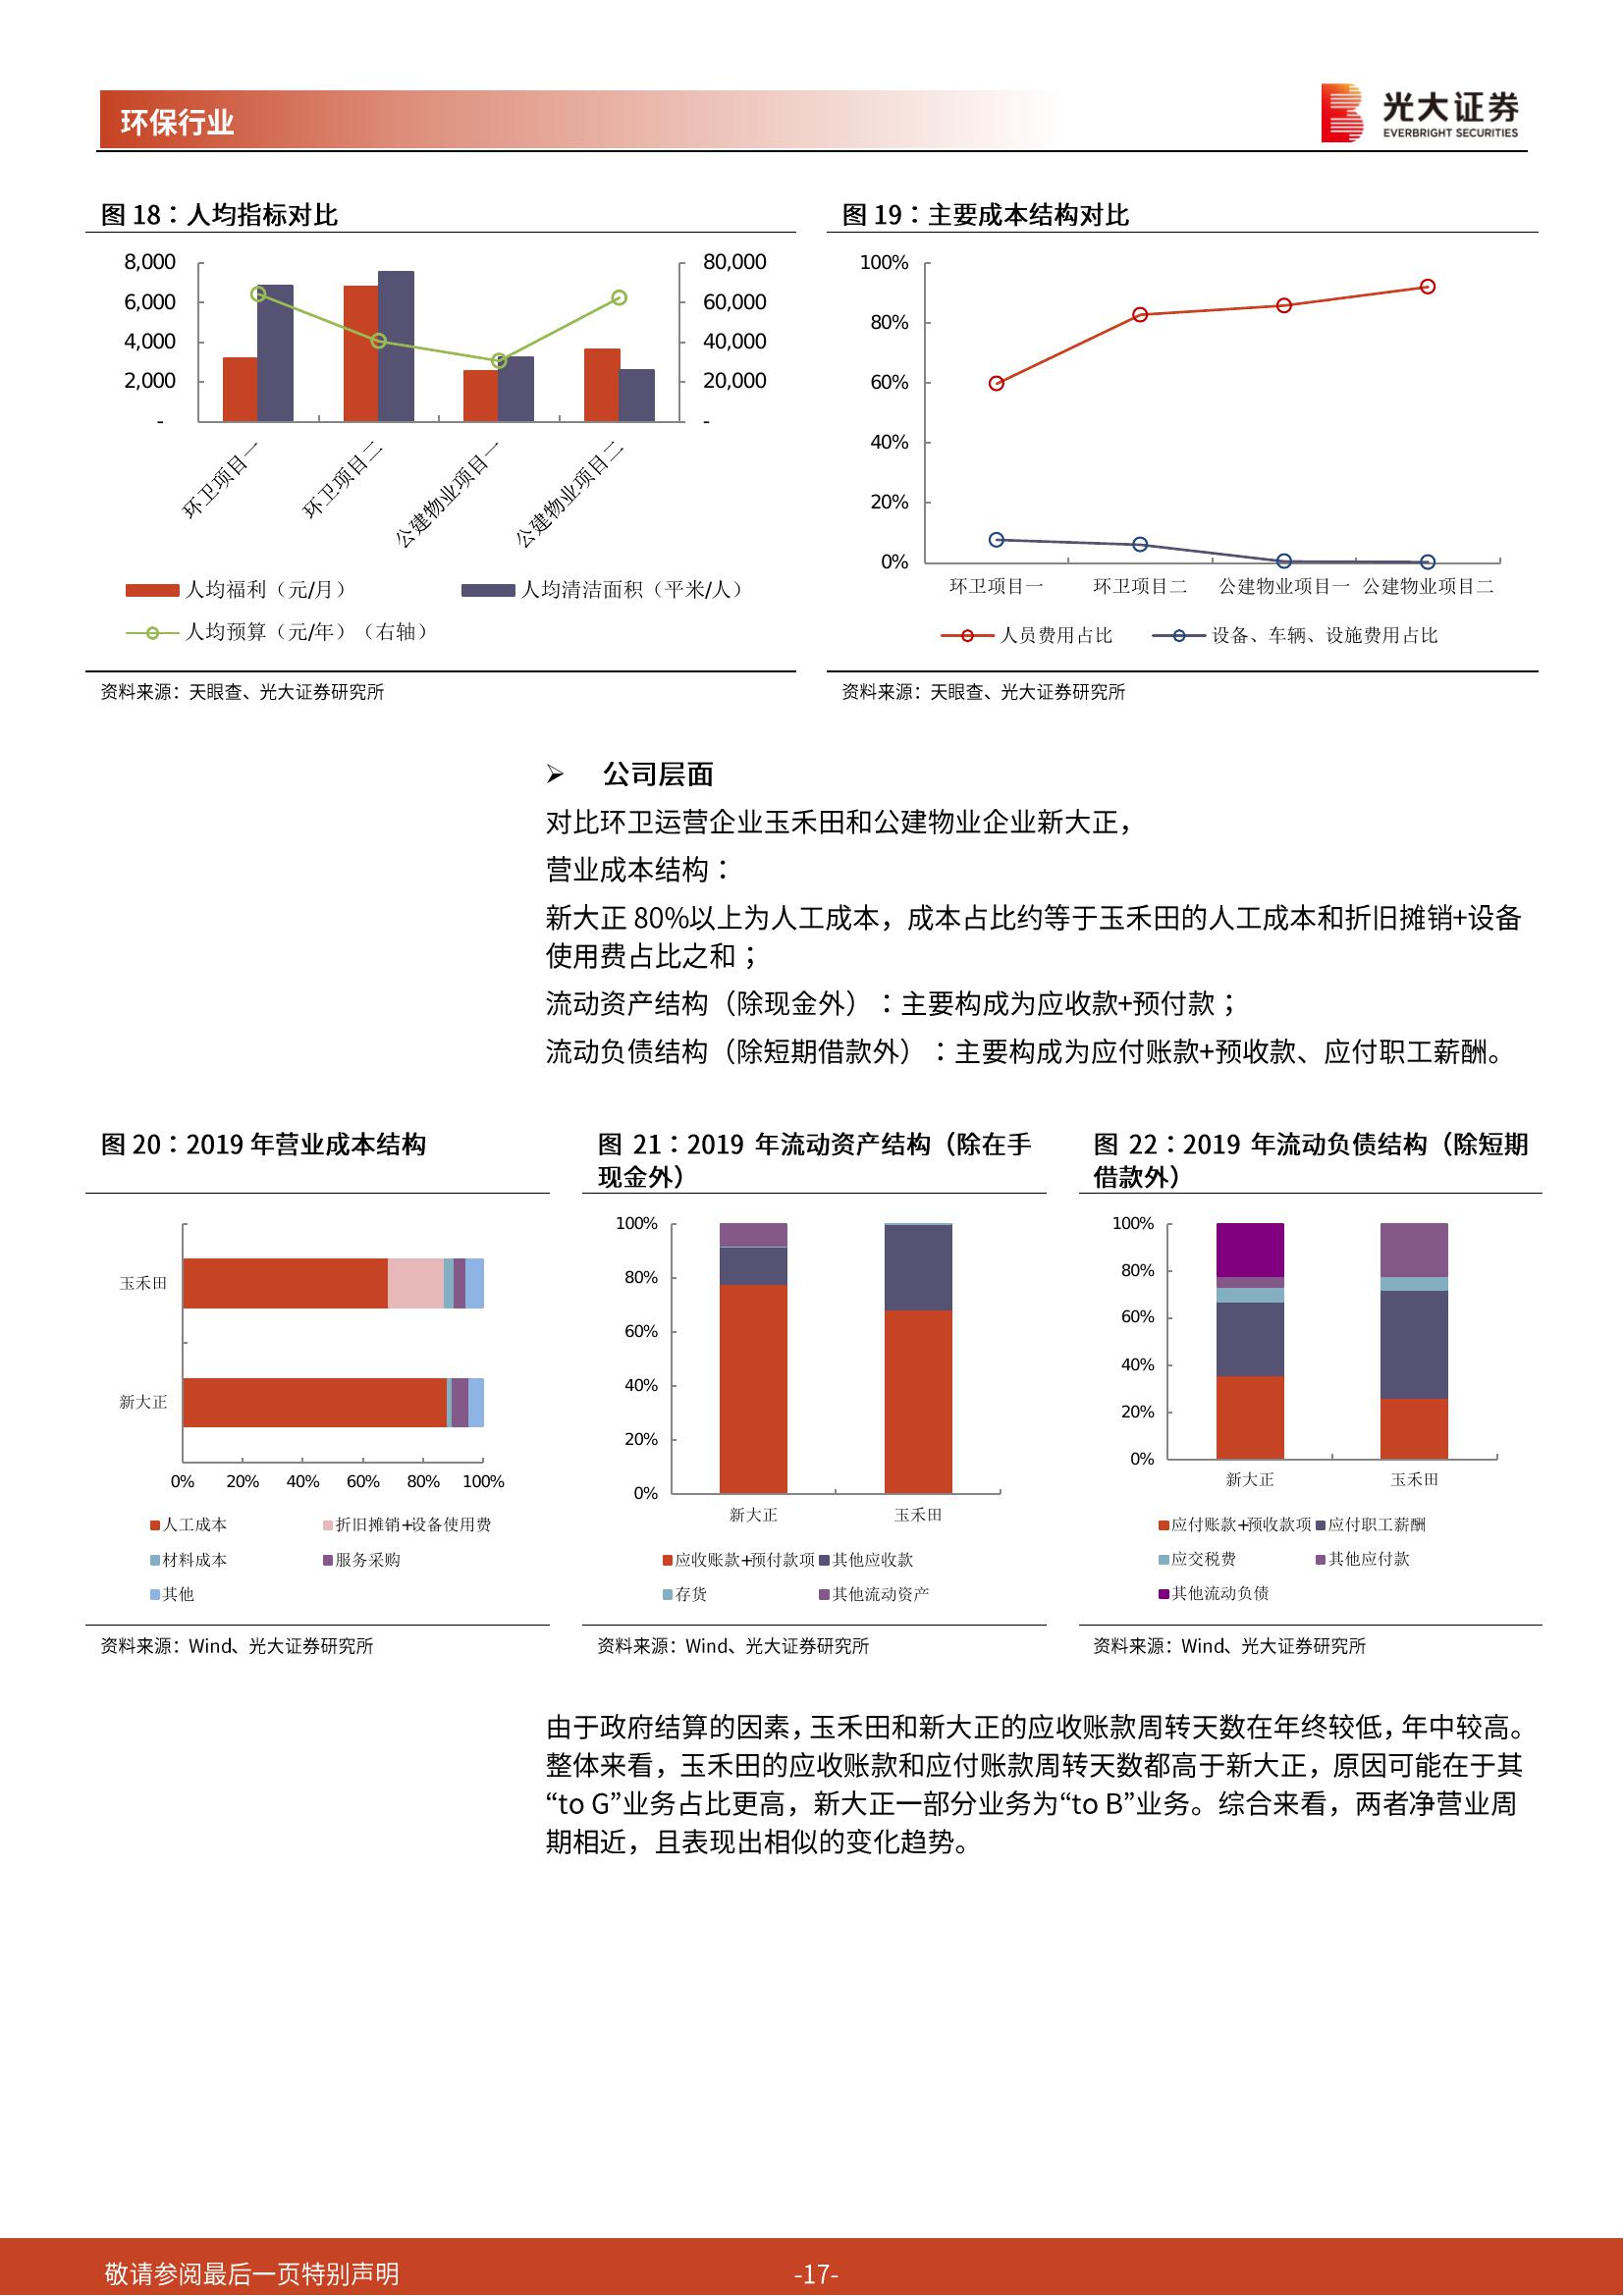 环保行业
光大证券
EVERBRIGHT SECURITIES
图 18：人均指标对比
8,000
6,000
4,000
2,000
-
80,000
60,000
40,000
20,000
-
环卫项目一
环卫项目二
公建物业项目一
公建物业项目二
人均福利（元/月）
人均清洁面积（平米/人）
人均预算（元/年）（右轴）
资料来源：天眼查、光大证券研究所
图 19：主要成本结构对比
100%
80%
60%
40%
20%
0%
环卫项目一
环卫项目二
公建物业项目一
公建物业项目二
人员费用占比
设备、车辆、设施费用占比
资料来源：天眼查、光大证券研究所
➢ 公司层面
对比环卫运营企业玉禾田和公建物业企业新大正，
营业成本结构：
新大正 80%以上为人工成本，成本占比约等于玉禾田的人工成本和折旧摊销+设备
使用费占比之和；
流动资产结构（除现金外）：主要构成为应收款+预付款；
流动负债结构（除短期借款外）：主要构成为应付账款+预收款、应付职工薪酬。
图 20：2019 年营业成本结构
玉禾田
新大正
0%
20%
40%
60%
80%
100%
人工成本
折旧摊销+设备使用费
材料成本
服务采购
其他
资料来源：Wind、光大证券研究所
图 21：2019 年流动资产结构（除在手
现金外）
100%
80%
60%
40%
20%
0%
新大正
玉禾田
应收账款+预付款项
其他应收款
存货
其他流动资产
资料来源：Wind、光大证券研究所
图 22：2019 年流动负债结构（除短期
借款外）
100%
80%
60%
40%
20%
0%
新大正
玉禾田
应付账款+预收款项
应付职工薪酬
应交税费
其他应付款
其他流动负债
资料来源：Wind、光大证券研究所
由于政府结算的因素，玉禾田和新大正的应收账款周转天数在年终较低，年中较高。
整体来看，玉禾田的应收账款和应付账款周转天数都高于新大正，原因可能在于其
“to G”业务占比更高，新大正一部分业务为“to B”业务。综合来看，两者净营业周
期相近，且表现出相似的变化趋势。
敬请参阅最后一页特别声明
-17-